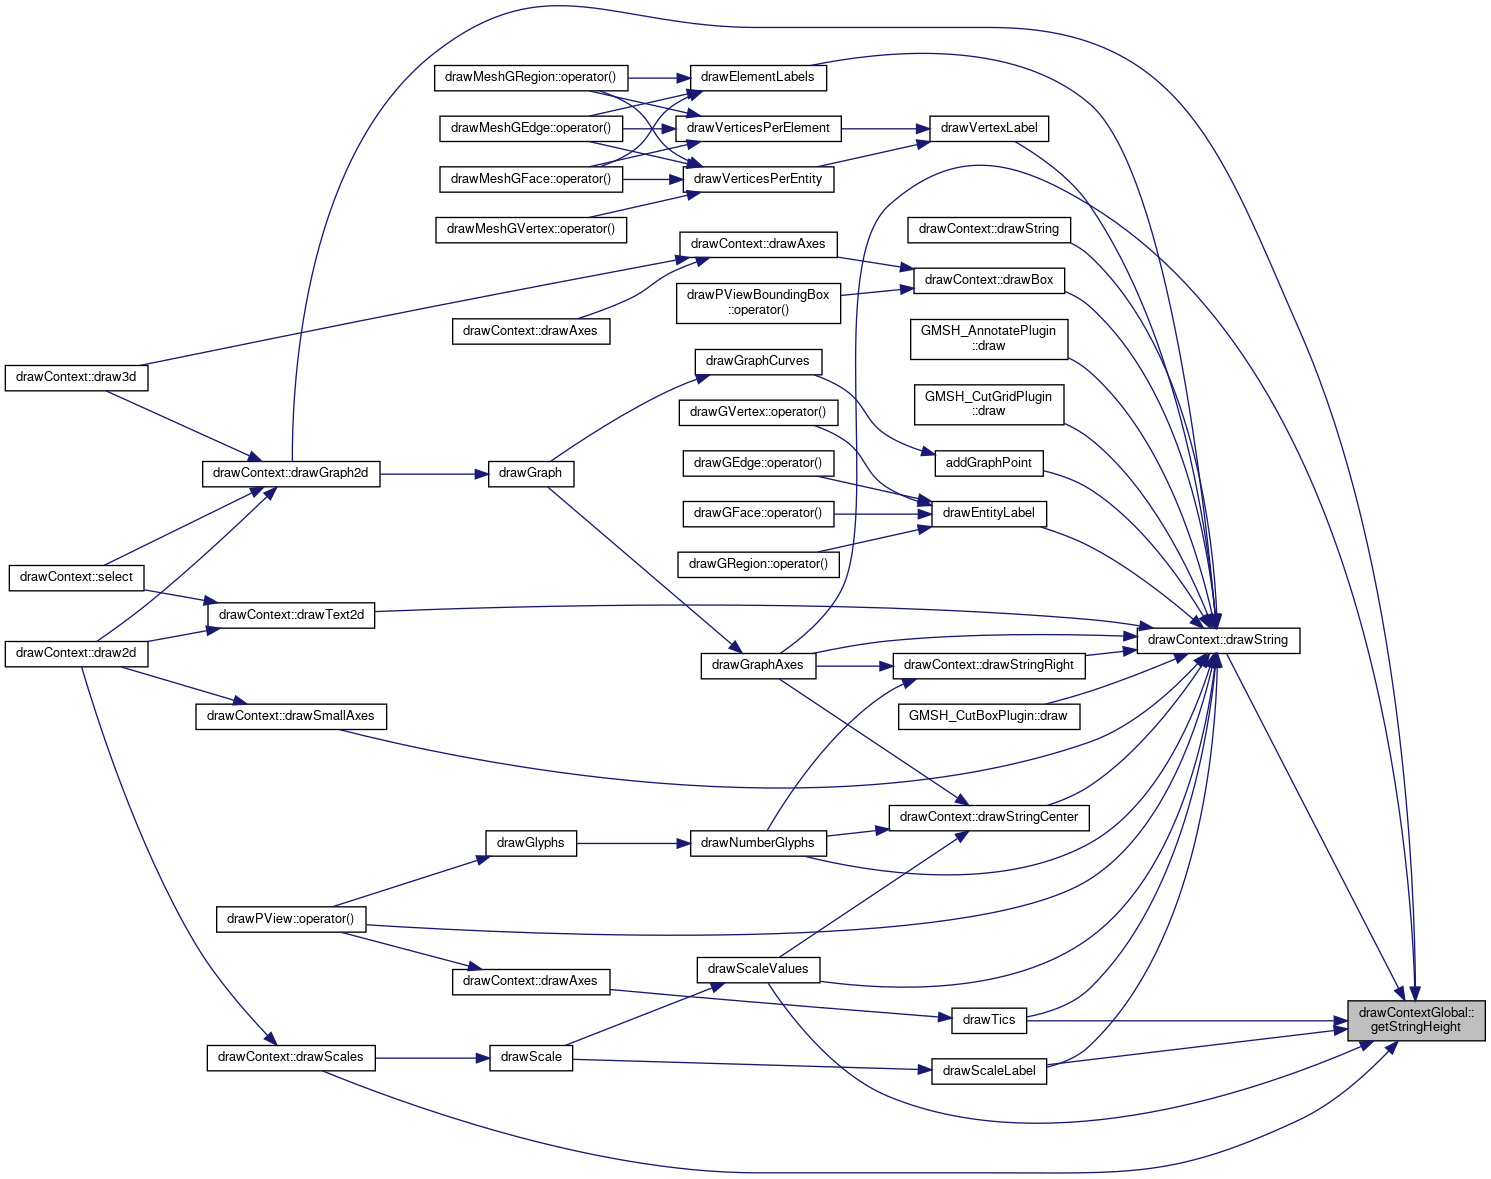 drawMeshGRegion::operator()
drawElementLabels
drawMeshGEdge::operator()
drawVerticesPerElement
drawVertexLabel
drawMeshGFace::operator()
drawVerticesPerEntity
drawMeshGVertex::operator()
drawContext::drawString
drawContext::drawAxes
drawContext::drawBox
drawPViewBoundingBox
::operator()
drawContext::drawAxes
GMSH_AnnotatePlugin
::draw
drawContext::draw3d
drawGraphCurves
GMSH_CutGridPlugin
::draw
drawGVertex::operator()
drawContext::drawGraph2d
drawGraph
drawGEdge::operator()
addGraphPoint
drawGFace::operator()
drawEntityLabel
drawGRegion::operator()
drawContext::select
drawContext::drawText2d
drawContext::draw2d
drawContext::drawString
drawGraphAxes
drawContext::drawStringRight
drawContext::drawSmallAxes
GMSH_CutBoxPlugin::draw
drawContext::drawStringCenter
drawGlyphs
drawNumberGlyphs
drawPView::operator()
drawScaleValues
drawContext::drawAxes
drawTics
drawContextGlobal::
getStringHeight
drawContext::drawScales
drawScale
drawScaleLabel